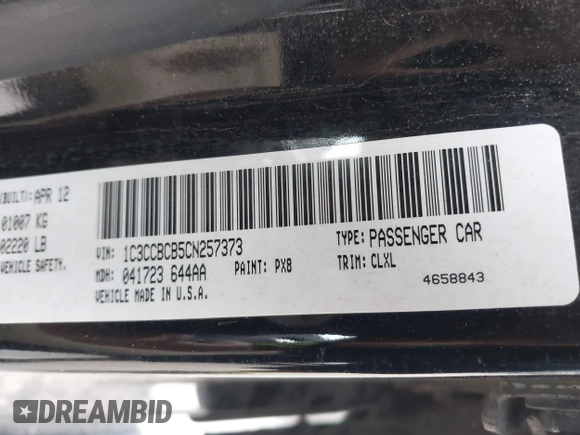 (BUILT): APR 12
01007 KG
02220 LB
VEHICLE SAFETY.
VIN: 1C3CCBCB5CN257373
TYPE: PASSENGER CAR
MDH: 041723 644AA
PAINT: PX8
TRIM: CLXL
VEHICLE MADE IN U.S.A.
4658843
DREAMBID